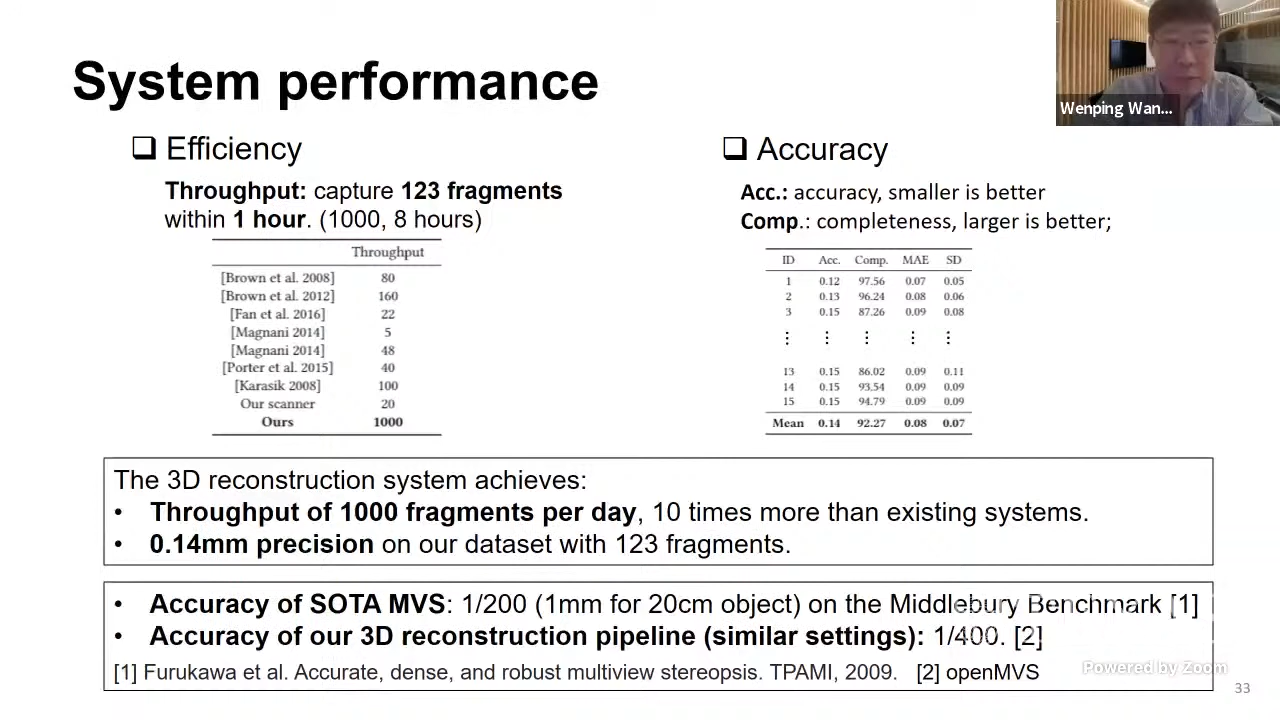 System performance
Wenping Wan...
❑ Efficiency
Throughput: capture 123 fragments
within 1 hour. (1000, 8 hours)
Throughput
[Brown et al. 2008] 80
[Brown et al. 2012] 160
[Fan et al. 2016] 22
[Magnani 2014] 5
[Magnani 2014] 48
[Porter et al. 2015] 40
[Karasik 2008] 100
Our scanner 20
Ours 1000
❑ Accuracy
Acc.: accuracy, smaller is better
Comp.: completeness, larger is better;
ID Acc. Comp. MAE SD
1 0.12 97.56 0.07 0.05
2 0.13 96.24 0.08 0.06
3 0.15 87.26 0.09 0.08
⋮ ⋮ ⋮ ⋮ ⋮
13 0.15 86.02 0.09 0.11
14 0.15 93.54 0.09 0.09
15 0.15 94.79 0.09 0.09
Mean 0.14 92.27 0.08 0.07
The 3D reconstruction system achieves:
• Throughput of 1000 fragments per day, 10 times more than existing systems.
• 0.14mm precision on our dataset with 123 fragments.
• Accuracy of SOTA MVS: 1/200 (1mm for 20cm object) on the Middlebury Benchmark [1]
• Accuracy of our 3D reconstruction pipeline (similar settings): 1/400. [2]
[1] Furukawa et al. Accurate, dense, and robust multiview stereopsis. TPAMI, 2009. [2] openMVS
Powered by Zoom
33